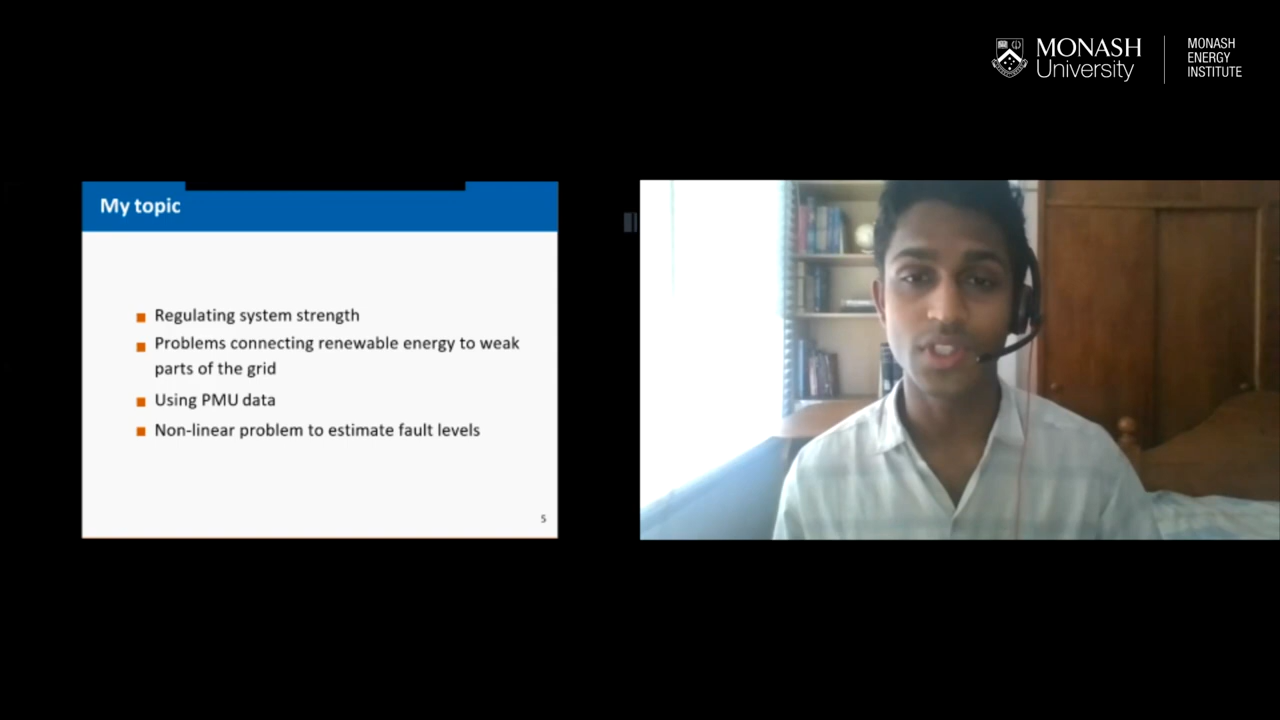 MONASH
University
MONASH
ENERGY
INSTITUTE
My topic
Regulating system strength
Problems connecting renewable energy to weak
parts of the grid
Using PMU data
Non-linear problem to estimate fault levels
5